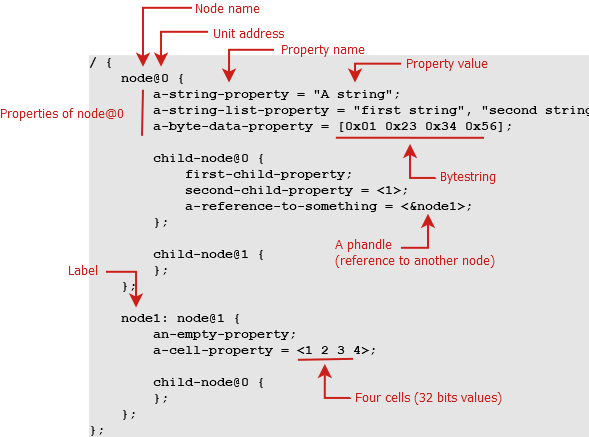 Node name
Unit address
Property name
Property value
/ {
node@0 {
a-string-property = "A string";
a-string-list-property = "first string", "second string
Properties of node@0
a-byte-data-property = [0x01 0x23 0x34 0x56];
child-node@0 {
Bytestring
first-child-property;
second-child-property = <1>;
a-reference-to-something = <&node1>;
};
A phandle
(reference to another node)
child-node@1 {
Label
};
};
node1: node@1 {
an-empty-property;
a-cell-property = <1 2 3 4>;
child-node@0 {
Four cells (32 bits values)
};
};
};